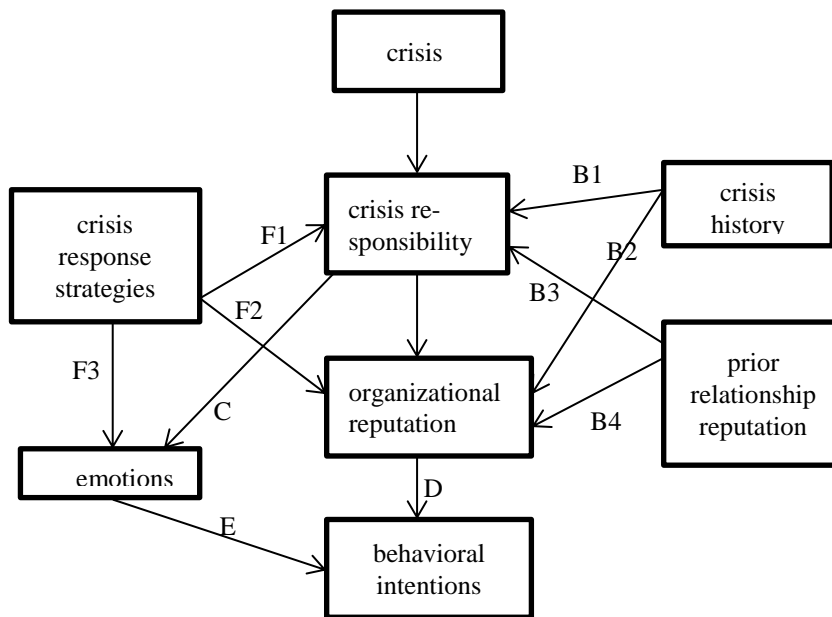 crisis
crisis re-
sponsibility
B1
crisis
history
crisis
response
strategies
F1
B2
F2
B3
F3
organizational
reputation
prior
relationship
reputation
C
B4
emotions
D
E
behavioral
intentions